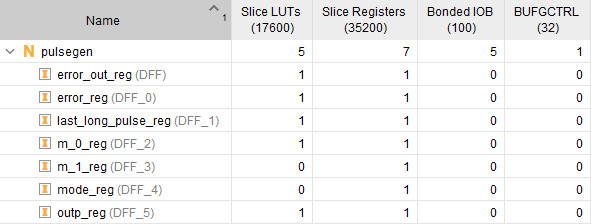 Name 1 Slice LUTs (17600) Slice Registers (35200) Bonded IOB (100) BUFGCTRL (32)
N pulsegen 5 7 5 1
I error_out_reg (DFF) 1 1 0 0
I error_reg (DFF_0) 1 1 0 0
I last_long_pulse_reg (DFF_1) 1 1 0 0
I m_0_reg (DFF_2) 1 1 0 0
I m_1_reg (DFF_3) 0 1 0 0
I mode_reg (DFF_4) 0 1 0 0
I outp_reg (DFF_5) 1 1 0 0